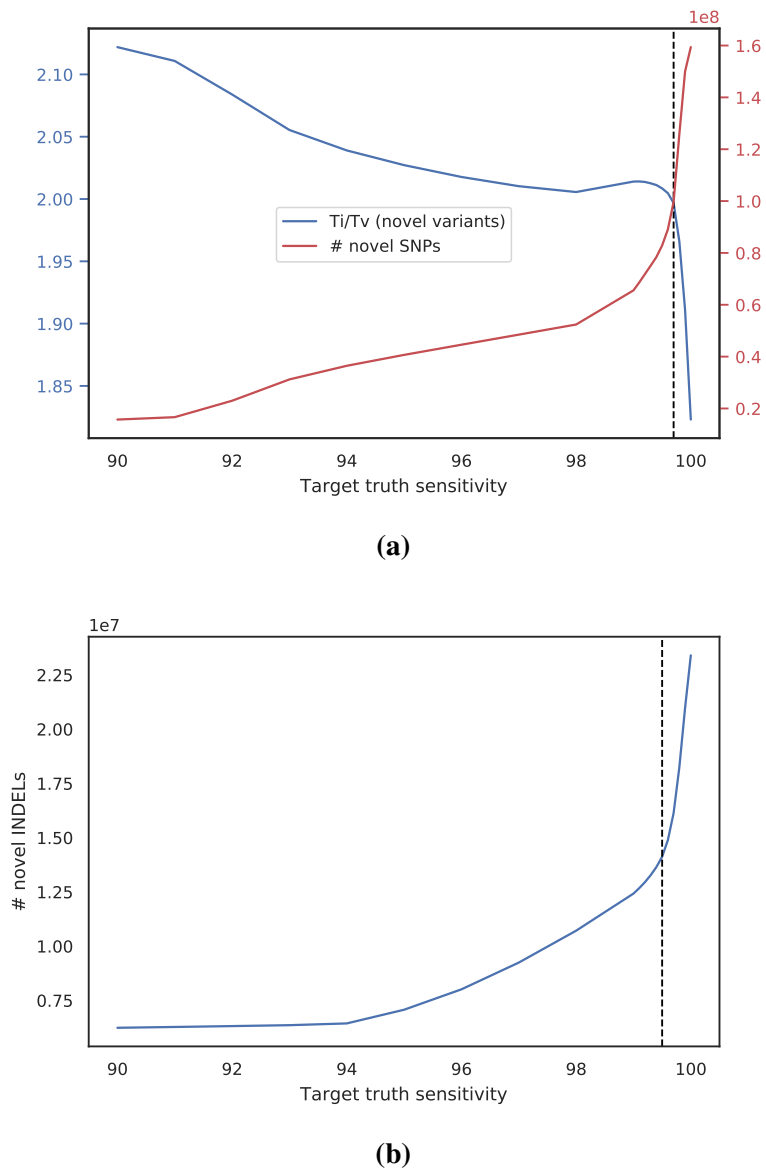 1e8
2.10
2.05
2.00
1.95
1.90
1.85
1.6
1.4
1.2
1.0
0.8
0.6
0.4
0.2
Ti/Tv (novel variants)
# novel SNPs
90 92 94 96 98 100
Target truth sensitivity
(a)
1e7
2.25
2.00
1.75
1.50
1.25
1.00
0.75
# novel INDELs
90 92 94 96 98 100
Target truth sensitivity
(b)